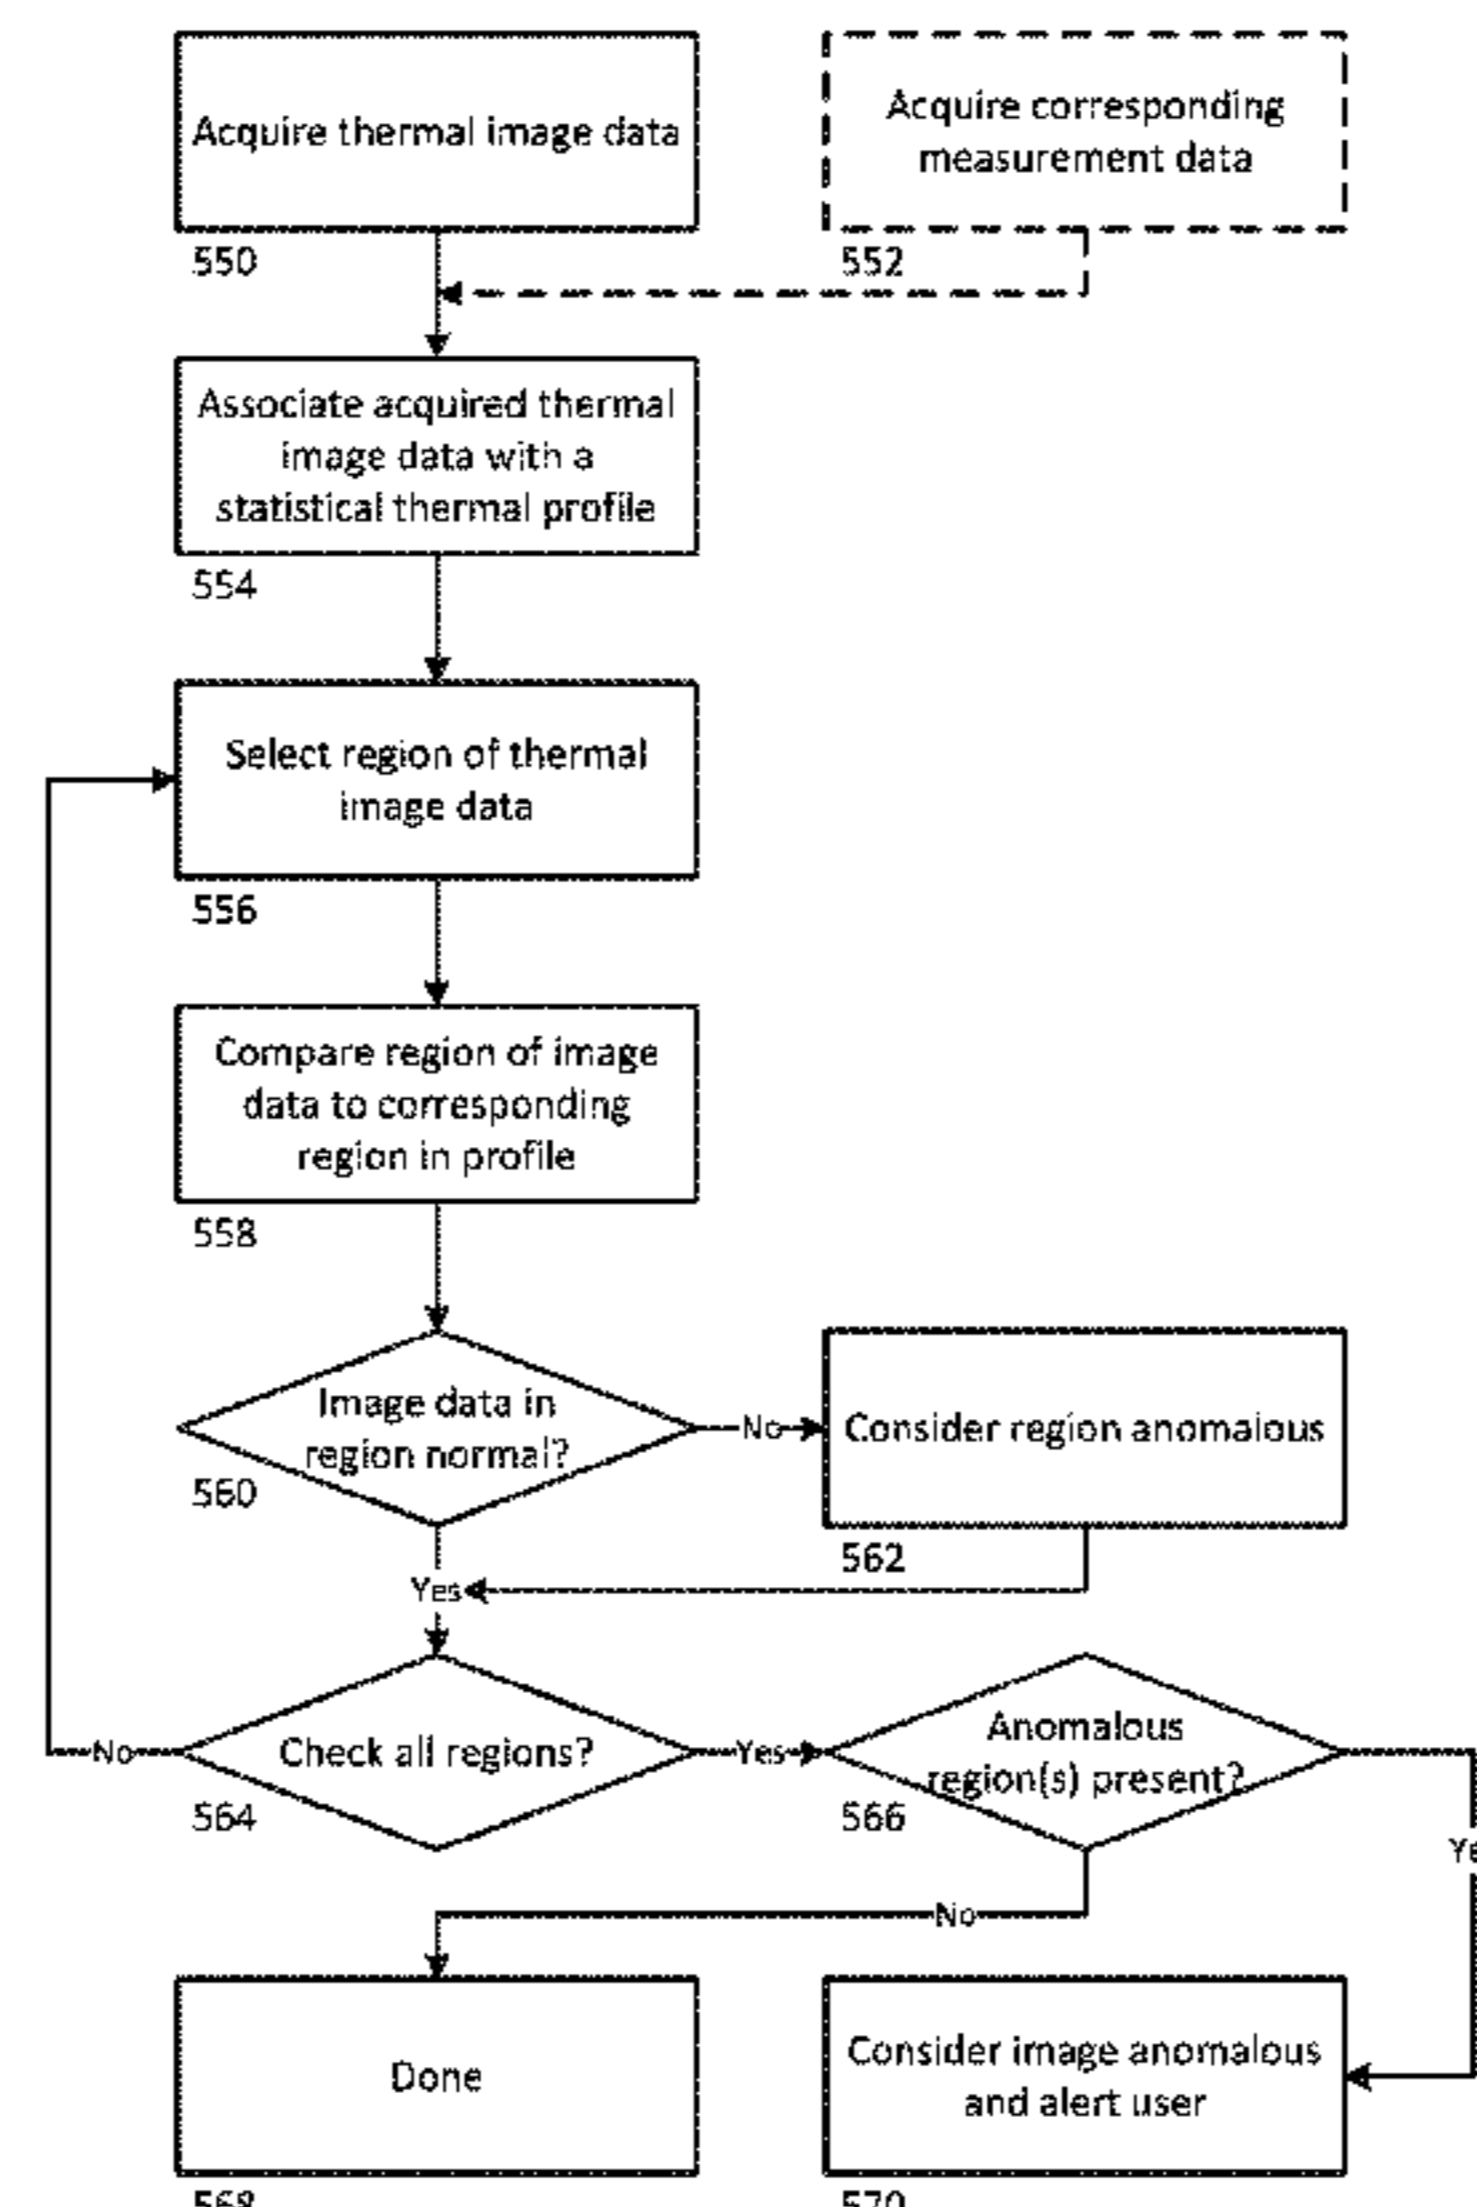 Acquire thermal image data
550
Acquire corresponding
measurement data
552
Associate acquired thermal
image data with a
statistical thermal profile
554
Select region of thermal
image data
556
Compare region of image
data to corresponding
region in profile
558
Image data in
region normal?
560
No
Consider region anomalous
562
Yes
Check all regions?
564
No
Yes
Anomalous
region(s) present?
566
Ye
No
Done
568
Consider image anomalous
and alert user
570